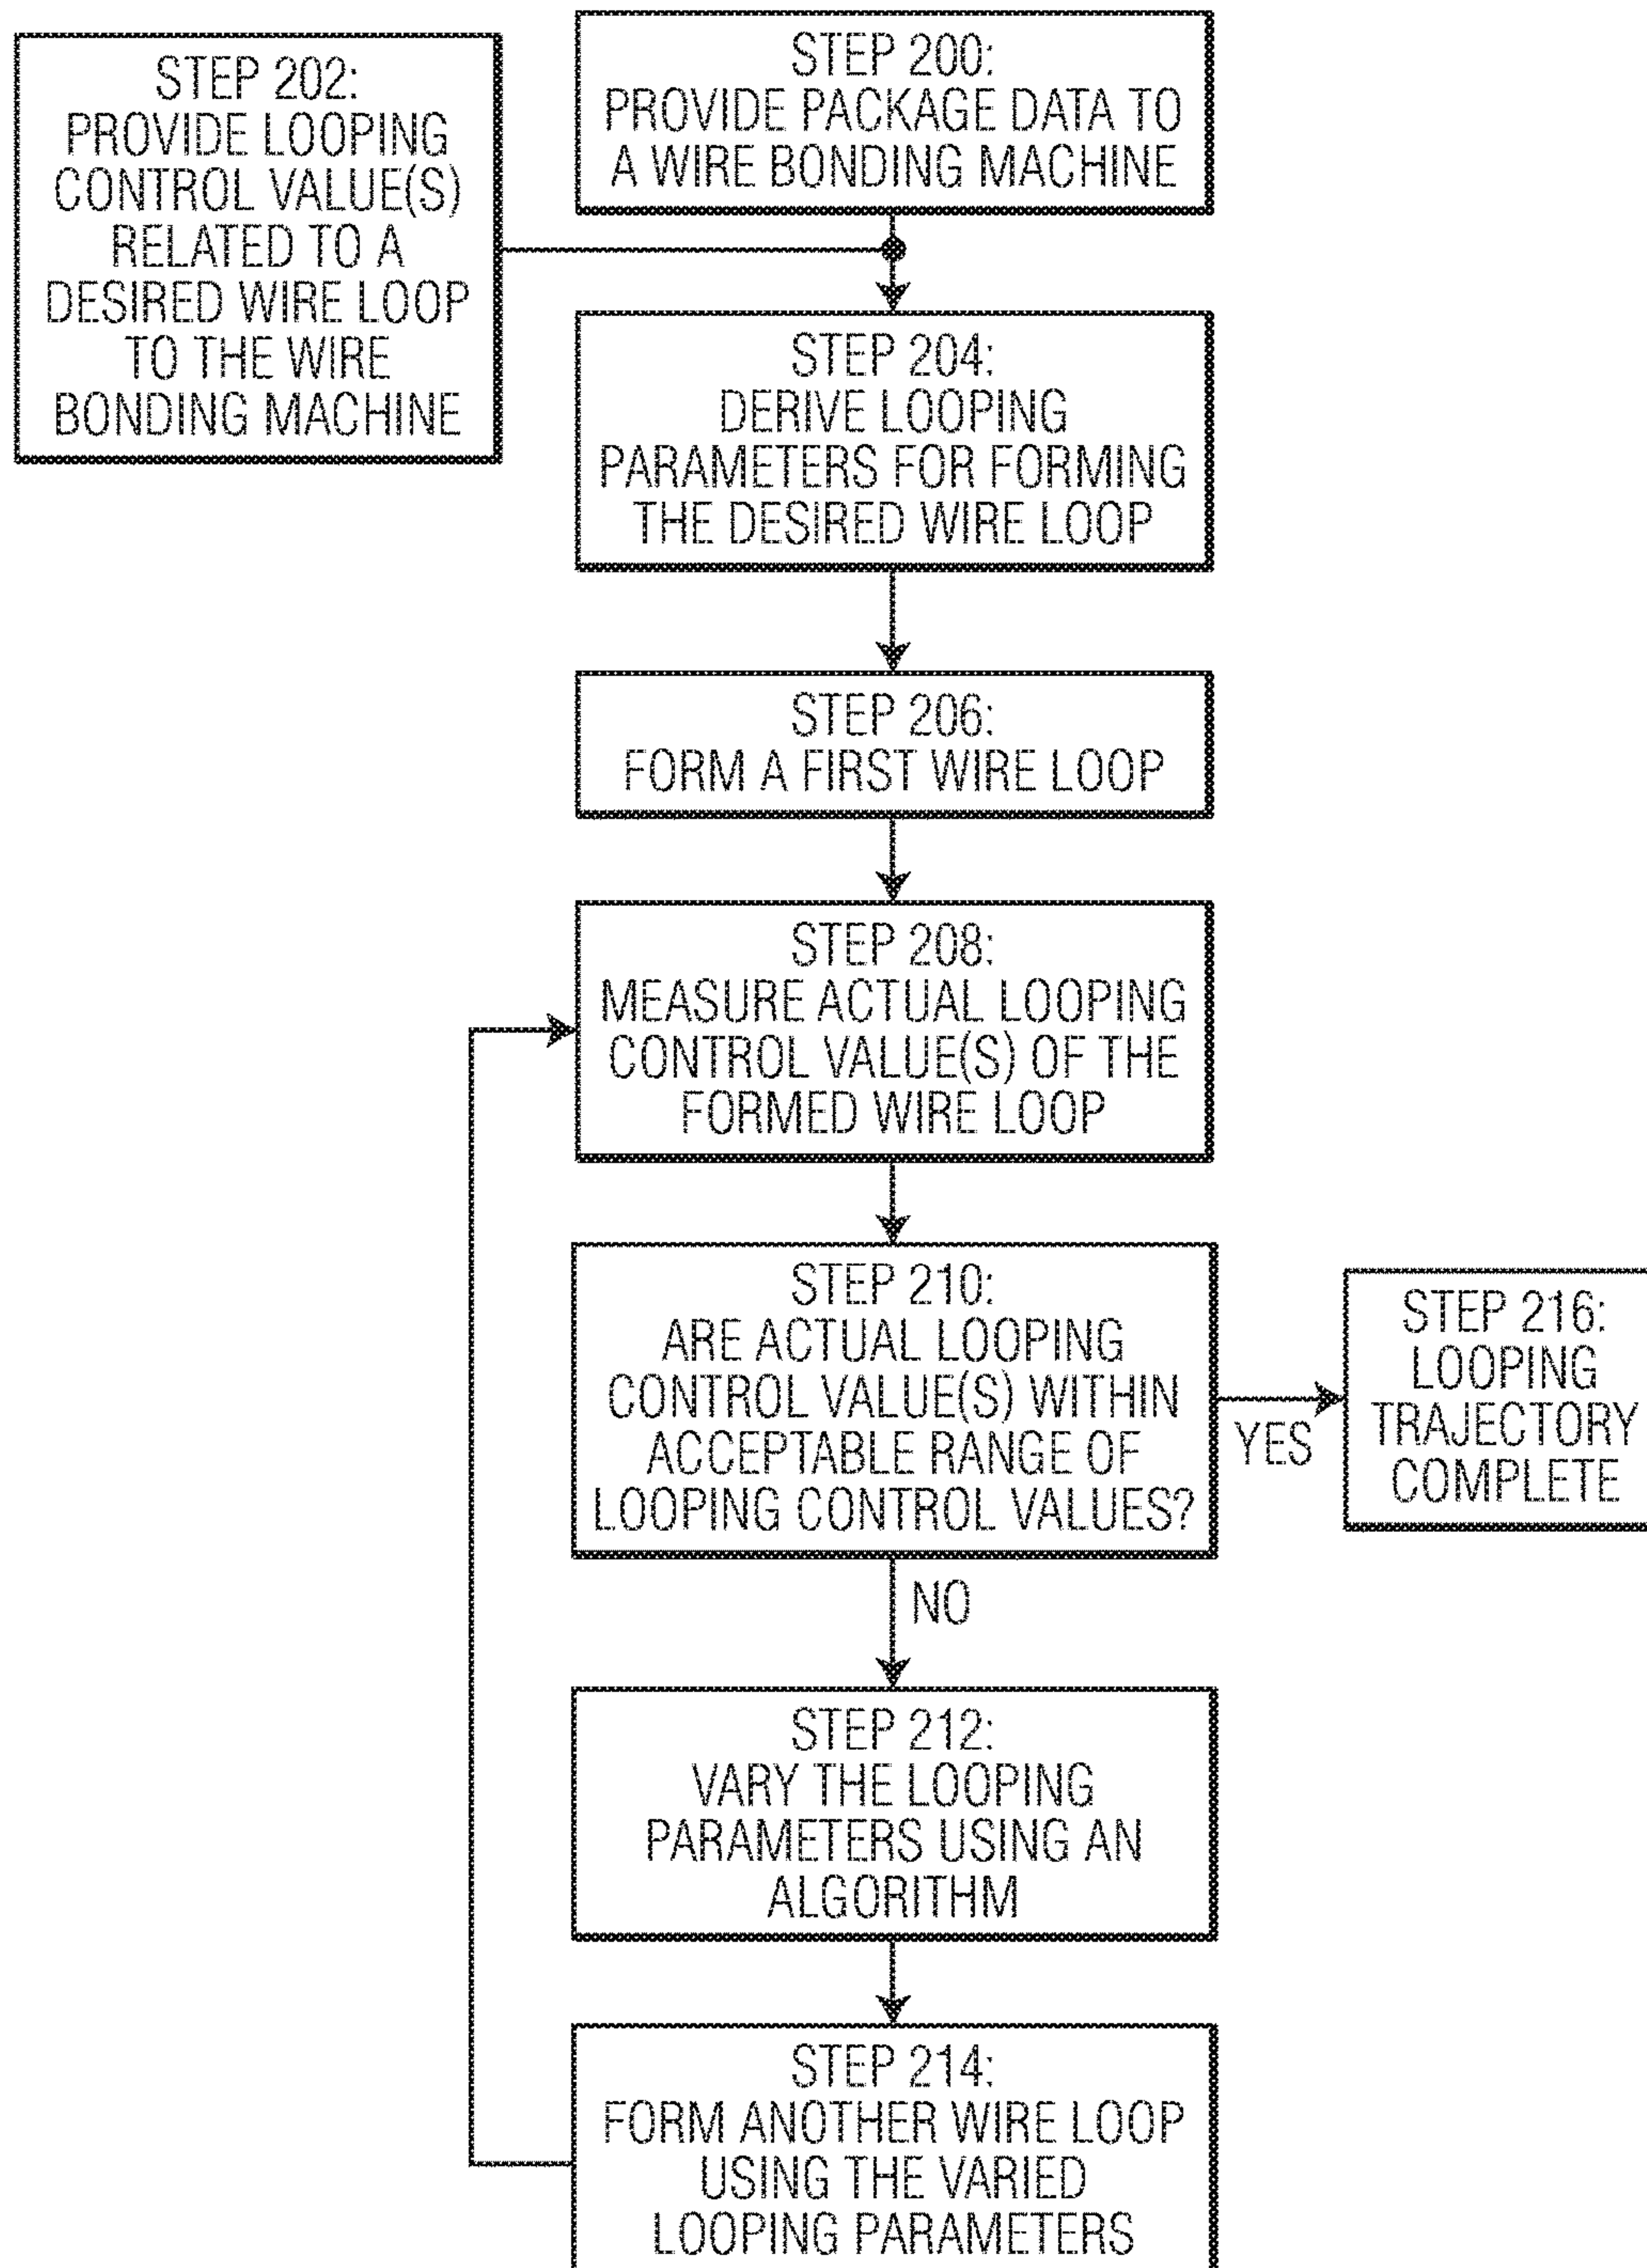 STEP 202:
PROVIDE LOOPING
CONTROL VALUE(S)
RELATED TO A
DESIRED WIRE LOOP
TO THE WIRE
BONDING MACHINE
STEP 200:
PROVIDE PACKAGE DATA TO
A WIRE BONDING MACHINE
STEP 204:
DERIVE LOOPING
PARAMETERS FOR FORMING
THE DESIRED WIRE LOOP
STEP 206:
FORM A FIRST WIRE LOOP
STEP 208:
MEASURE ACTUAL LOOPING
CONTROL VALUE(S) OF THE
FORMED WIRE LOOP
STEP 210:
ARE ACTUAL LOOPING
CONTROL VALUE(S) WITHIN
ACCEPTABLE RANGE OF
LOOPING CONTROL VALUES?
YES
STEP 216:
LOOPING
TRAJECTORY
COMPLETE
NO
STEP 212:
VARY THE LOOPING
PARAMETERS USING AN
ALGORITHM
STEP 214:
FORM ANOTHER WIRE LOOP
USING THE VARIED
LOOPING PARAMETERS